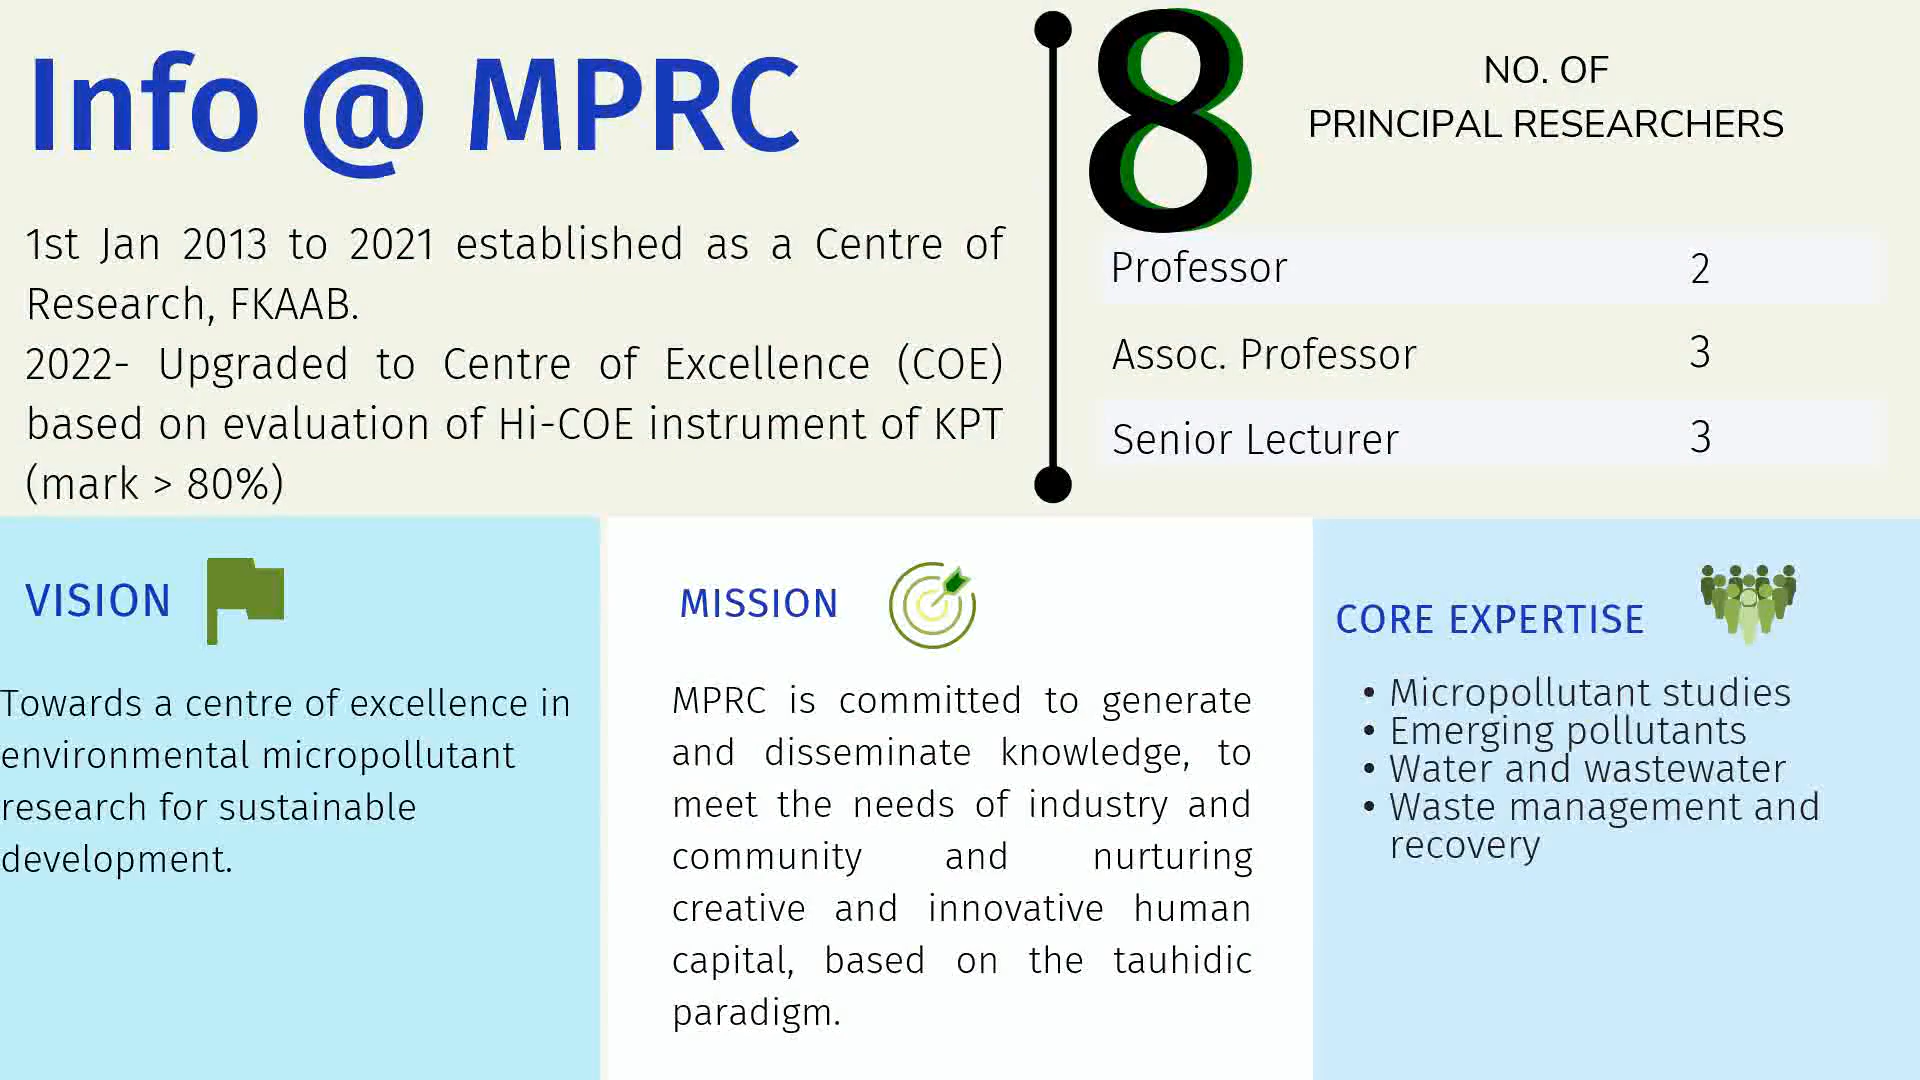 Info @ MPRC
1st Jan 2013 to 2021 established as a Centre of
Research, FKAAB.
2022- Upgraded to Centre of Excellence (COE)
based on evaluation of Hi-COE instrument of KPT
(mark > 80%)
8
NO. OF
PRINCIPAL RESEARCHERS
Professor 2
Assoc. Professor 3
Senior Lecturer 3
VISION
Towards a centre of excellence in
environmental micropollutant
research for sustainable
development.
MISSION
MPRC is committed to generate
and disseminate knowledge, to
meet the needs of industry and
community and nurturing
creative and innovative human
capital, based on the tauhidic
paradigm.
CORE EXPERTISE
• Micropollutant studies
• Emerging pollutants
• Water and wastewater
• Waste management and
recovery